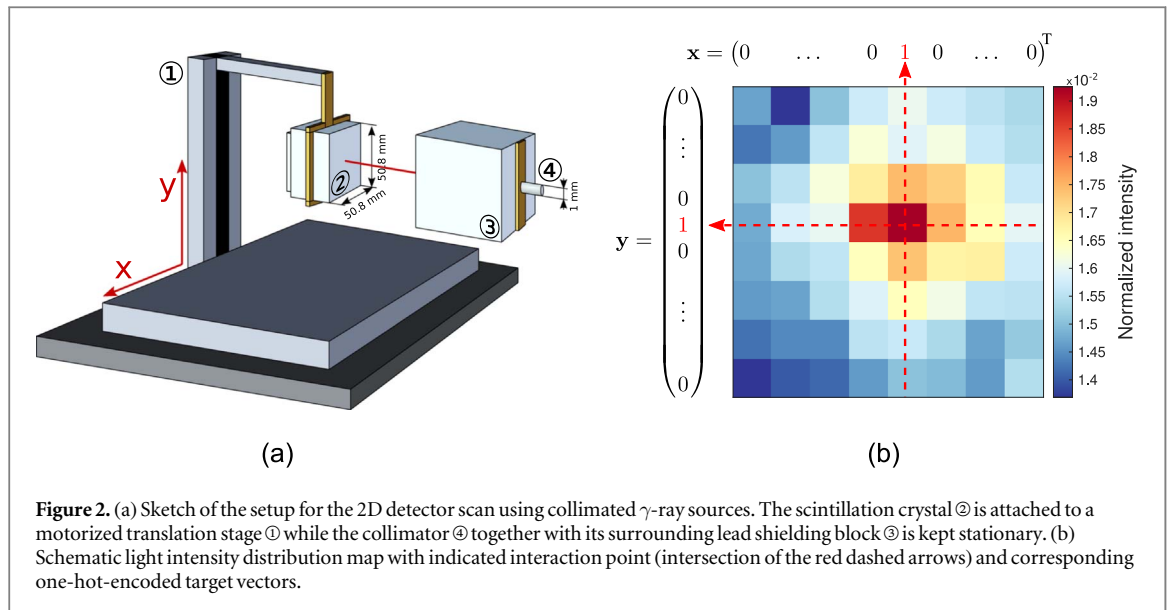 ①
②
③
④
50.8 mm
50.8 mm
1 mm
y
x
(a)
x = (0 … 0 1 0 … 0)ᵀ
y =
0
⋮
0
1
0
⋮
0
×10⁻²
1.9
1.85
1.8
1.75
1.7
1.65
1.6
1.55
1.5
1.45
1.4
Normalized intensity
(b)
Figure 2. (a) Sketch of the setup for the 2D detector scan using collimated γ-ray sources. The scintillation crystal ② is attached to a
motorized translation stage ① while the collimator ④ together with its surrounding lead shielding block ③ is kept stationary. (b)
Schematic light intensity distribution map with indicated interaction point (intersection of the red dashed arrows) and corresponding
one-hot-encoded target vectors.